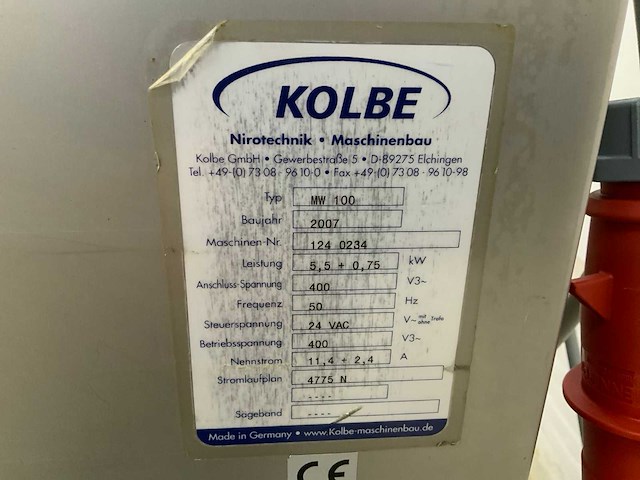 KOLBE
Nirotechnik • Maschinenbau
Kolbe GmbH • Gewerbestraße 5 • D-89275 Elchingen
Tel. +49-(0) 73 08 - 96 10-0 • Fax +49-(0) 73 08 - 96 10-98
Typ MW 100
Baujahr 2007
Maschinen-Nr. 124 0234
Leistung 5,5 + 0,75 kW
Anschluss-Spannung 400 V3~
Frequenz 50 Hz
Steuerspannung 24 VAC V~ mit ohne Trafo
Betriebsspannung 400 V3~
Nennstrom 11,4 + 2,4 A
Stromlaufplan 4775 N
----
Sägeband ----
Made in Germany • www.Kolbe-maschinenbau.de
CE